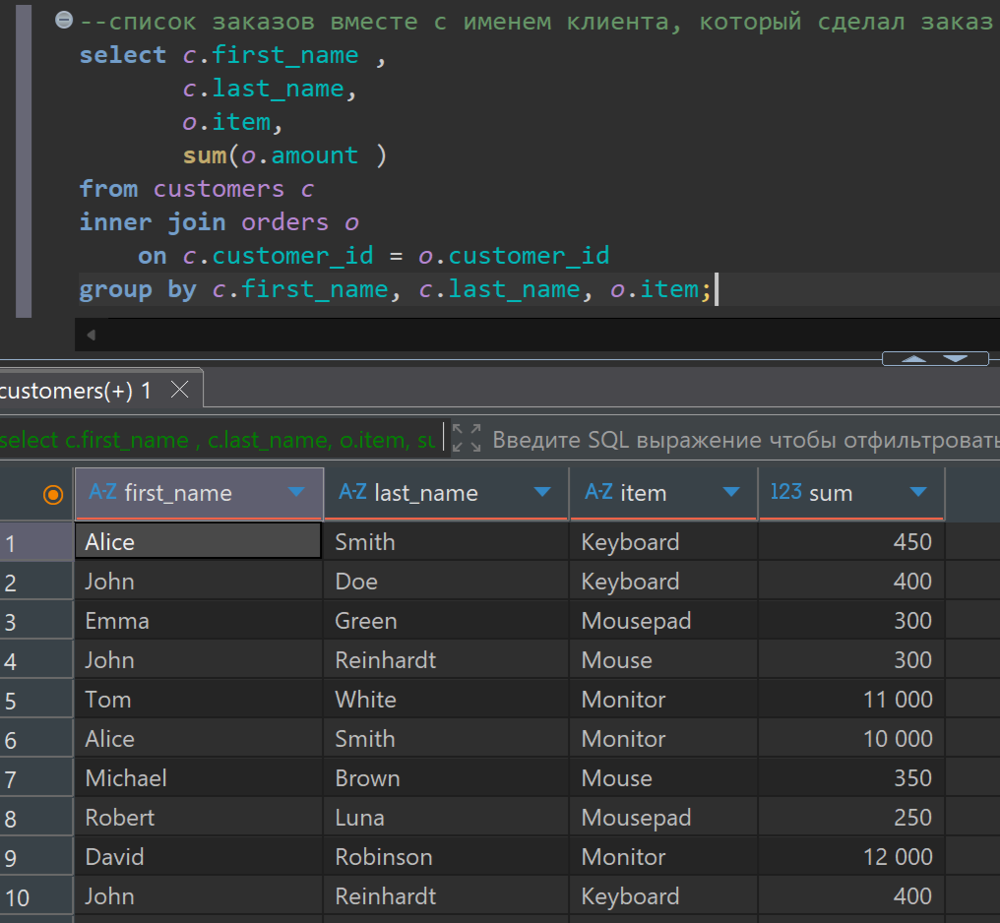 --список заказов вместе с именем клиента, который сделал заказ
select c.first_name ,
c.last_name,
o.item,
sum(o.amount )
from customers c
inner join orders o
on c.customer_id = o.customer_id
group by c.first_name, c.last_name, o.item;
customers(+) 1
select c.first_name , c.last_name, o.item, su Введите SQL выражение чтобы отфильтровать
A-Z first_name A-Z last_name A-Z item 123 sum
1 Alice Smith Keyboard 450
2 John Doe Keyboard 400
3 Emma Green Mousepad 300
4 John Reinhardt Mouse 300
5 Tom White Monitor 11 000
6 Alice Smith Monitor 10 000
7 Michael Brown Mouse 350
8 Robert Luna Mousepad 250
9 David Robinson Monitor 12 000
10 John Reinhardt Keyboard 400